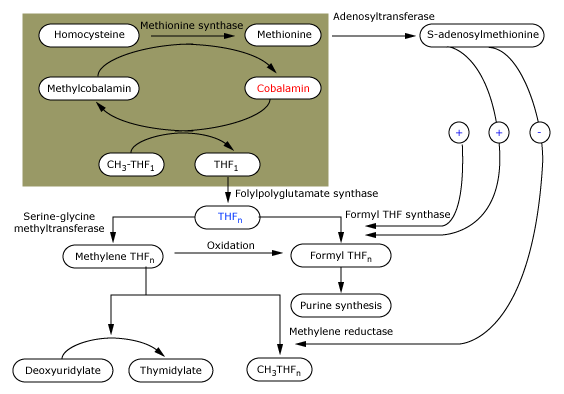 Adenosyltransferase
Methionine synthase
Homocysteine
Methionine
S-adenosylmethionine
Methylcobalamin
Cobalamin
+
+
-
CH3-THF1
THF1
Folylpolyglutamate synthase
Serine-glycine
methyltransferase
THFn
Formyl THF synthase
Oxidation
Methylene THFn
Formyl THFn
Purine synthesis
Methylene reductase
Deoxyuridylate
Thymidylate
CH3THFn